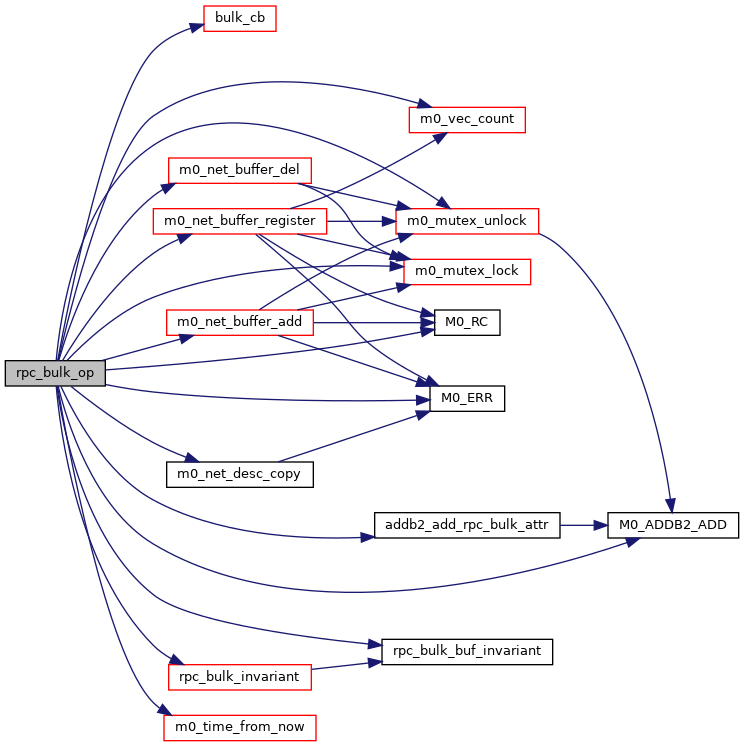 bulk_cb
m0_vec_count
m0_net_buffer_del
m0_net_buffer_register
m0_mutex_unlock
m0_mutex_lock
m0_net_buffer_add
M0_RC
rpc_bulk_op
M0_ERR
m0_net_desc_copy
addb2_add_rpc_bulk_attr
M0_ADDB2_ADD
rpc_bulk_buf_invariant
rpc_bulk_invariant
m0_time_from_now